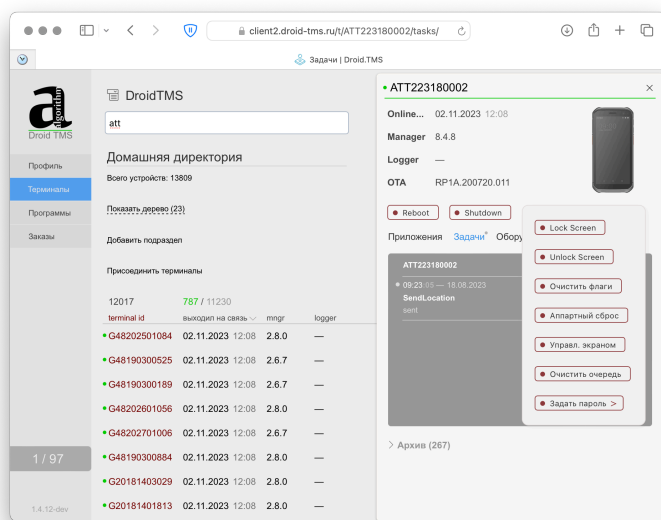 client2.droid-tms.ru/t/ATT223180002/tasks/
Задачи | Droid.TMS
algorithm
Droid TMS
Профиль
Терминалы
Программы
Заказы
1 / 97
1.4.12-dev
DroidTMS
att
Домашняя директория
Всего устройств: 13809
Показать дерево (23)
Добавить подраздел
Присоединить терминалы
12017 787 / 11230
terminal id выходил на связь mngr logger
G48202501084 02.11.2023 12:08 2.8.0 —
G48190300525 02.11.2023 12:08 2.6.7 —
G48190300189 02.11.2023 12:08 2.6.7 —
G48202601056 02.11.2023 12:08 2.8.0 —
G48202701006 02.11.2023 12:08 2.6.7 —
G48190300884 02.11.2023 12:08 2.8.0 —
G20181403029 02.11.2023 12:08 2.8.0 —
G20181401813 02.11.2023 12:08 2.8.0 —
ATT223180002
Online... 02.11.2023 12:08
Manager 8.4.8
Logger —
OTA RP1A.200720.011
Reboot Shutdown
Приложения Задачи Обору
ATT223180002
09:23:05 — 18.08.2023
SendLocation
sent
Архив (267)
Lock Screen
Unlock Screen
Очистить флаги
Аппартный сброс
Управл. экраном
Очистить очередь
Задать пароль >